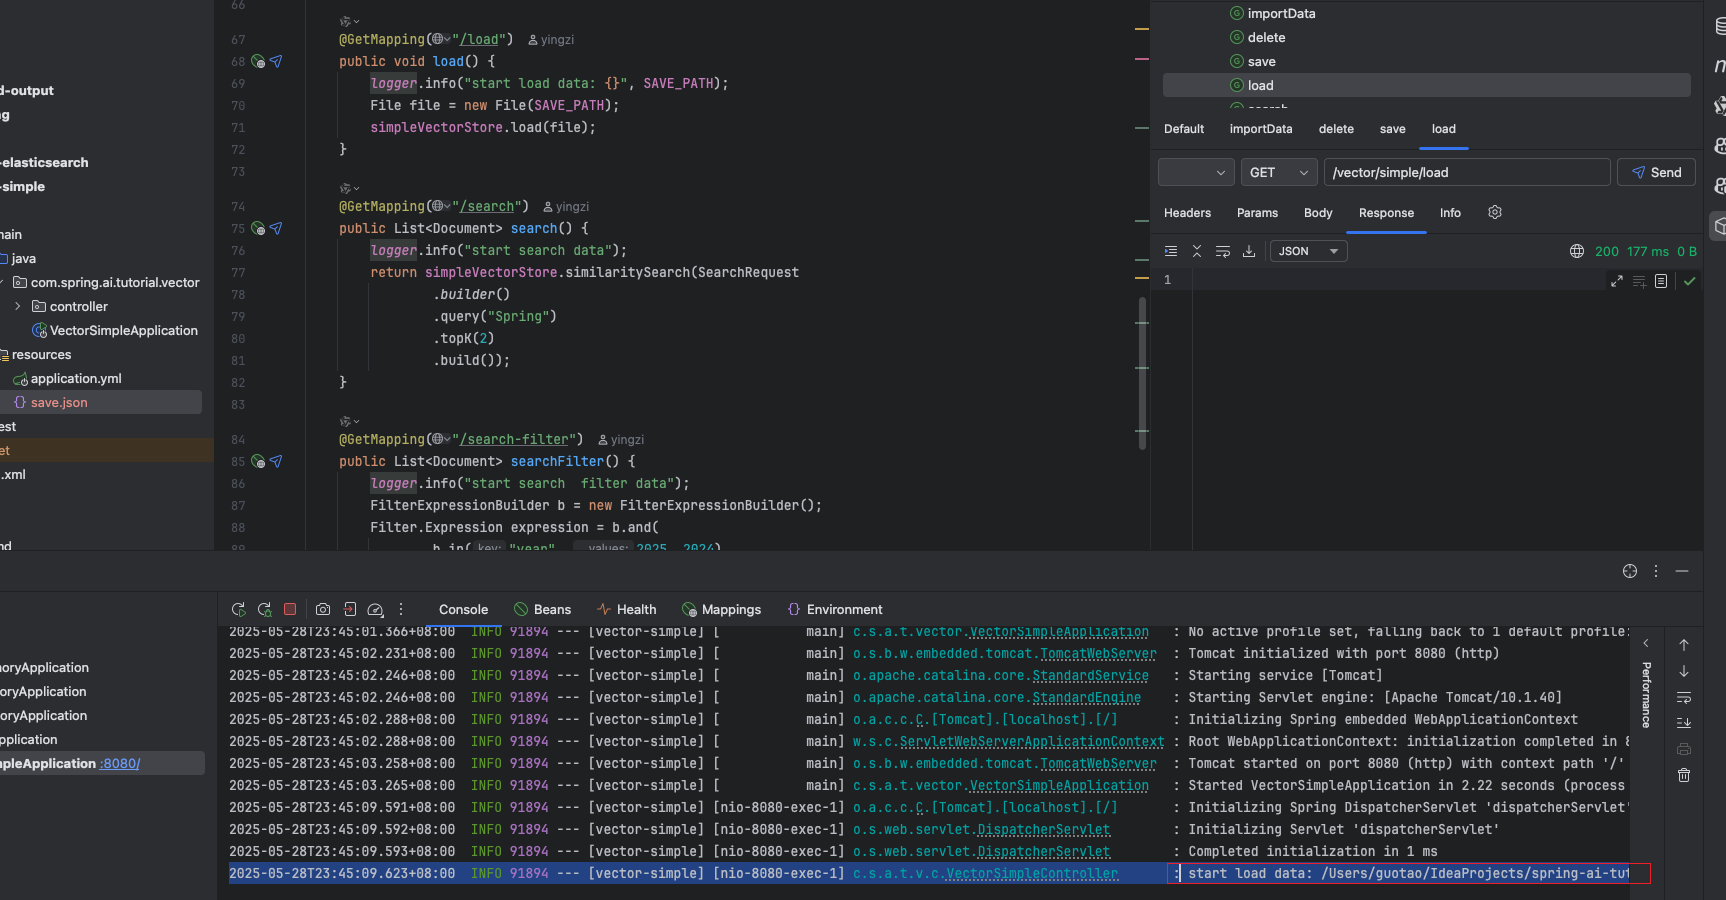 66
67 @GetMapping("/load") yingzi
68 public void load() {
69 logger.info("start load data: {}", SAVE_PATH);
70 File file = new File(SAVE_PATH);
71 simpleVectorStore.load(file);
72 }
73
74 @GetMapping("/search") yingzi
75 public List<Document> search() {
76 logger.info("start search data");
77 return simpleVectorStore.similaritySearch(SearchRequest
78 .builder()
79 .query("Spring")
80 .topK(2)
81 .build());
82 }
83
84 @GetMapping("/search-filter") yingzi
85 public List<Document> searchFilter() {
86 logger.info("start search  filter data");
87 FilterExpressionBuilder b = new FilterExpressionBuilder();
88 Filter.Expression expression = b.and(
89 b.in( key: "year", values: 2025, 2024)
d-output
g
-elasticsearch
-simple
nain
java
com.spring.ai.tutorial.vector
controller
VectorSimpleApplication
resources
application.yml
save.json
est
et
.xml
nd
importData
delete
save
load
search
Default importData delete save load
GET /vector/simple/load Send
Headers Params Body Response Info
JSON 200 177 ms 0 B
1
oryApplication
oryApplication
oryApplication
pplication
mpleApplication :8080/
Console Beans Health Mappings Environment
2025-05-28T23:45:01.366+08:00 INFO 91894 --- [vector-simple] [ main] c.s.a.t.vector.VectorSimpleApplication : No active profile set, falling back to 1 default profile:
2025-05-28T23:45:02.231+08:00 INFO 91894 --- [vector-simple] [ main] o.s.b.w.embedded.tomcat.TomcatWebServer : Tomcat initialized with port 8080 (http)
2025-05-28T23:45:02.246+08:00 INFO 91894 --- [vector-simple] [ main] o.apache.catalina.core.StandardService : Starting service [Tomcat]
2025-05-28T23:45:02.246+08:00 INFO 91894 --- [vector-simple] [ main] o.apache.catalina.core.StandardEngine : Starting Servlet engine: [Apache Tomcat/10.1.40]
2025-05-28T23:45:02.288+08:00 INFO 91894 --- [vector-simple] [ main] o.a.c.c.C.[Tomcat].[localhost].[/] : Initializing Spring embedded WebApplicationContext
2025-05-28T23:45:02.288+08:00 INFO 91894 --- [vector-simple] [ main] w.s.c.ServletWebServerApplicationContext : Root WebApplicationContext: initialization completed in 8
2025-05-28T23:45:03.258+08:00 INFO 91894 --- [vector-simple] [ main] o.s.b.w.embedded.tomcat.TomcatWebServer : Tomcat started on port 8080 (http) with context path '/'
2025-05-28T23:45:03.265+08:00 INFO 91894 --- [vector-simple] [ main] c.s.a.t.vector.VectorSimpleApplication : Started VectorSimpleApplication in 2.22 seconds (process
2025-05-28T23:45:09.591+08:00 INFO 91894 --- [vector-simple] [nio-8080-exec-1] o.a.c.c.C.[Tomcat].[localhost].[/] : Initializing Spring DispatcherServlet 'dispatcherServlet'
2025-05-28T23:45:09.592+08:00 INFO 91894 --- [vector-simple] [nio-8080-exec-1] o.s.web.servlet.DispatcherServlet : Initializing Servlet 'dispatcherServlet'
2025-05-28T23:45:09.593+08:00 INFO 91894 --- [vector-simple] [nio-8080-exec-1] o.s.web.servlet.DispatcherServlet : Completed initialization in 1 ms
2025-05-28T23:45:09.623+08:00 INFO 91894 --- [vector-simple] [nio-8080-exec-1] c.s.a.t.v.c.VectorSimpleController : start load data: /Users/guotao/IdeaProjects/spring-ai-tut
Performance